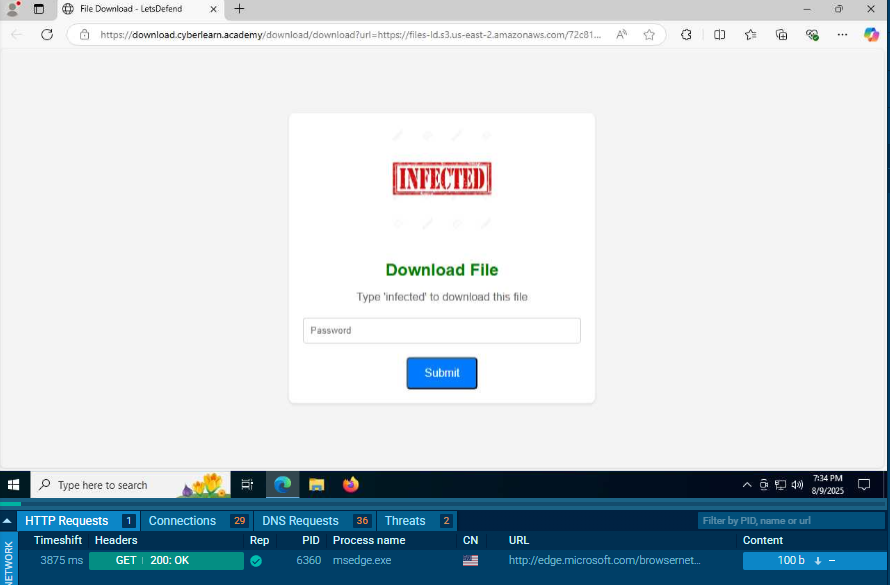 File Download - LetsDefend
https://download.cyberlearn.academy/download/download?url=https://files-ld.s3.us-east-2.amazonaws.com/72c81...
INFECTED
Download File
Type 'infected' to download this file
Password
Submit
Type here to search
7:34 PM
8/9/2025
HTTP Requests 1 Connections 29 DNS Requests 36 Threats 2 Filter by PID, name or url
NETWORK
Timeshift Headers Rep PID Process name CN URL Content
3875 ms GET 200: OK 6360 msedge.exe http://edge.microsoft.com/browsernet... 100 b